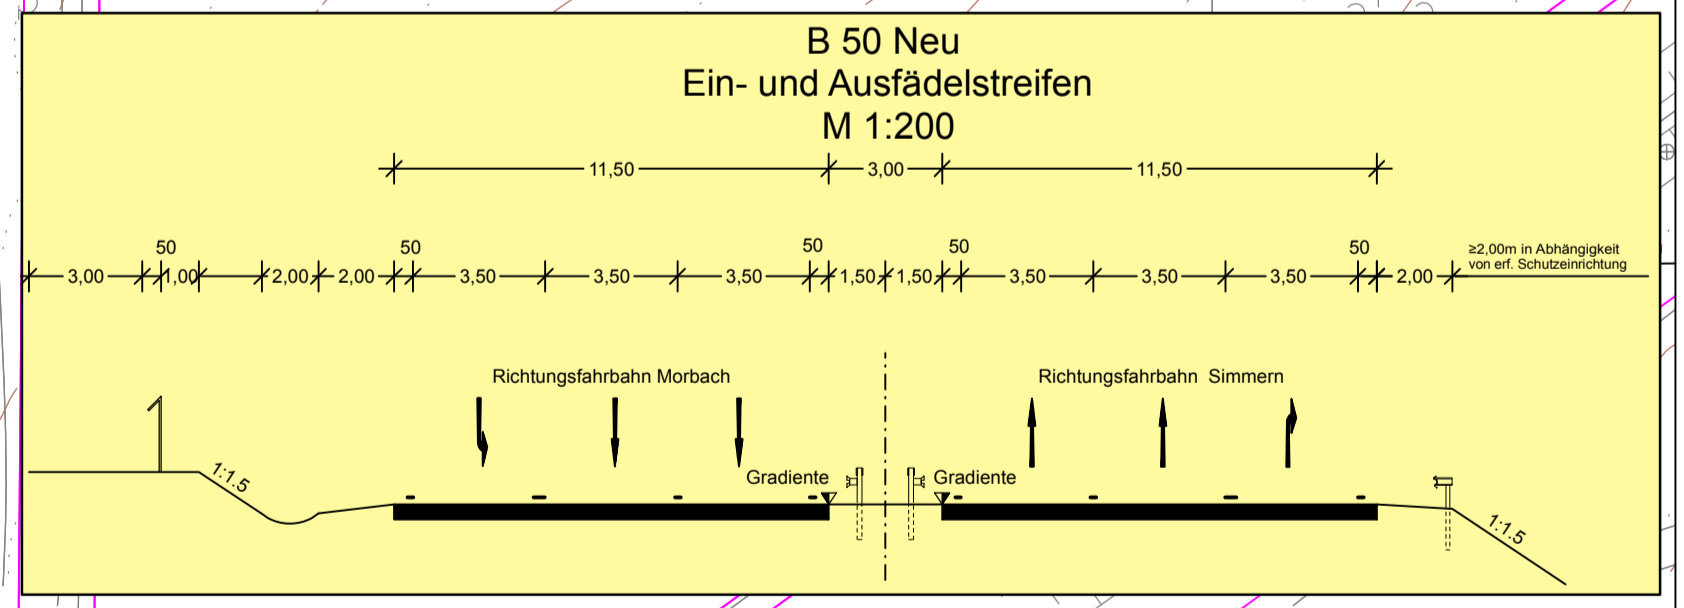 B 50 Neu
Ein- und Ausfädelstreifen
M 1:200
11,50 3,00 11,50
50 50 50 50 50 ≥2,00m in Abhängigkeit
von erf. Schutzeinrichtung
3,00 1,00 2,00 2,00 3,50 3,50 3,50 1,50 1,50 3,50 3,50 3,50 2,00
Richtungsfahrbahn Morbach Richtungsfahrbahn Simmern
1:1.5 Gradiente Gradiente
1:1.5